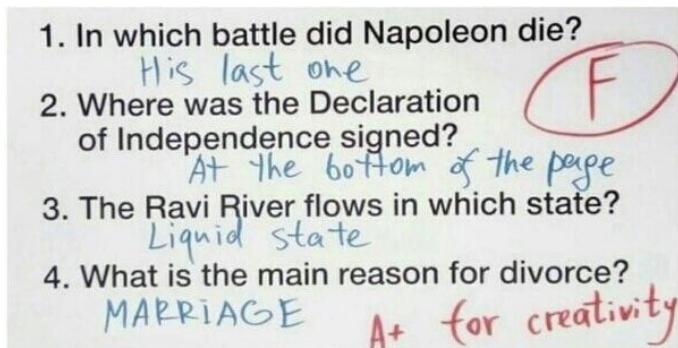 1. In which battle did Napoleon die?
His last one
F
2. Where was the Declaration
of Independence signed?
At the bottom of the page
3. The Ravi River flows in which state?
Liquid state
4. What is the main reason for divorce?
MARRiAGE
A+ for creativity